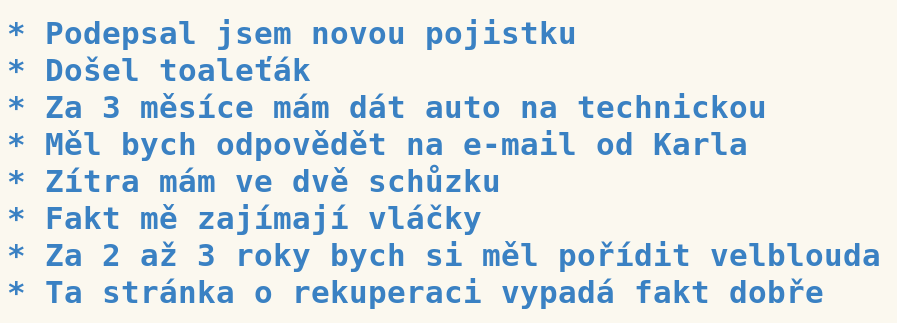 * Podepsal jsem novou pojistku
* Došel toaleťák
* Za 3 měsíce mám dát auto na technickou
* Měl bych odpovědět na e-mail od Karla
* Zítra mám ve dvě schůzku
* Fakt mě zajímají vláčky
* Za 2 až 3 roky bych si měl pořídit velblouda
* Ta stránka o rekuperaci vypadá fakt dobře